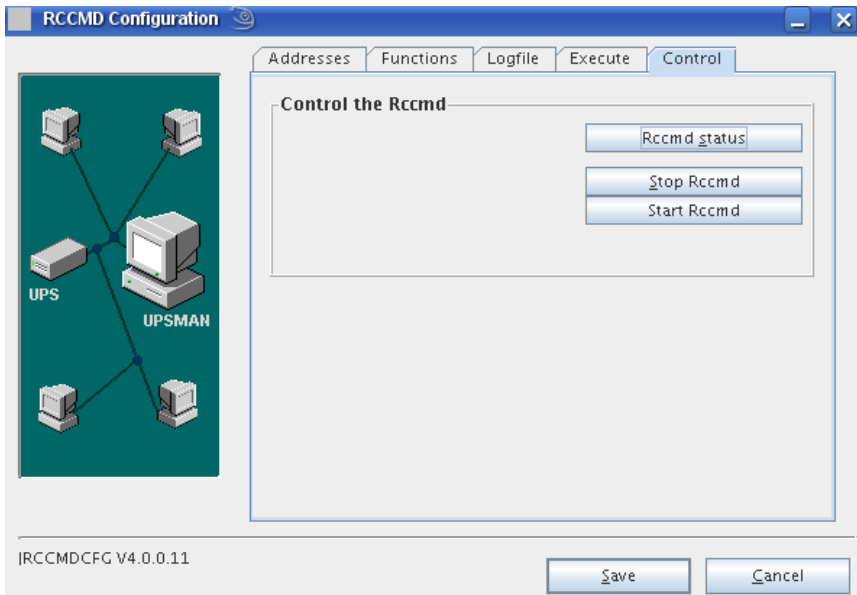 RCCMD Configuration
Addresses Functions Logfile Execute Control
Control the Rccmd
Rccmd status
Stop Rccmd
Start Rccmd
UPS
UPSMAN
JRCCMDCFG V4.0.0.11
Save Cancel